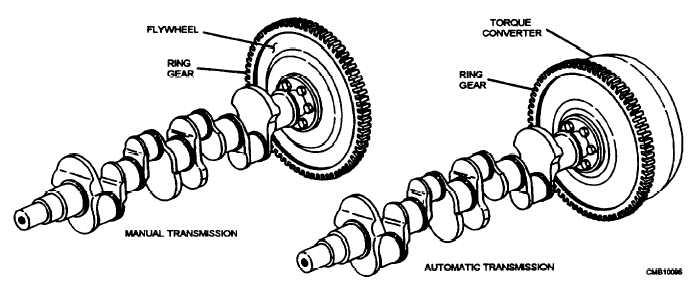 FLYWHEEL
RING
GEAR
MANUAL TRANSMISSION
TORQUE
CONVERTER
RING
GEAR
AUTOMATIC TRANSMISSION
CMB10096